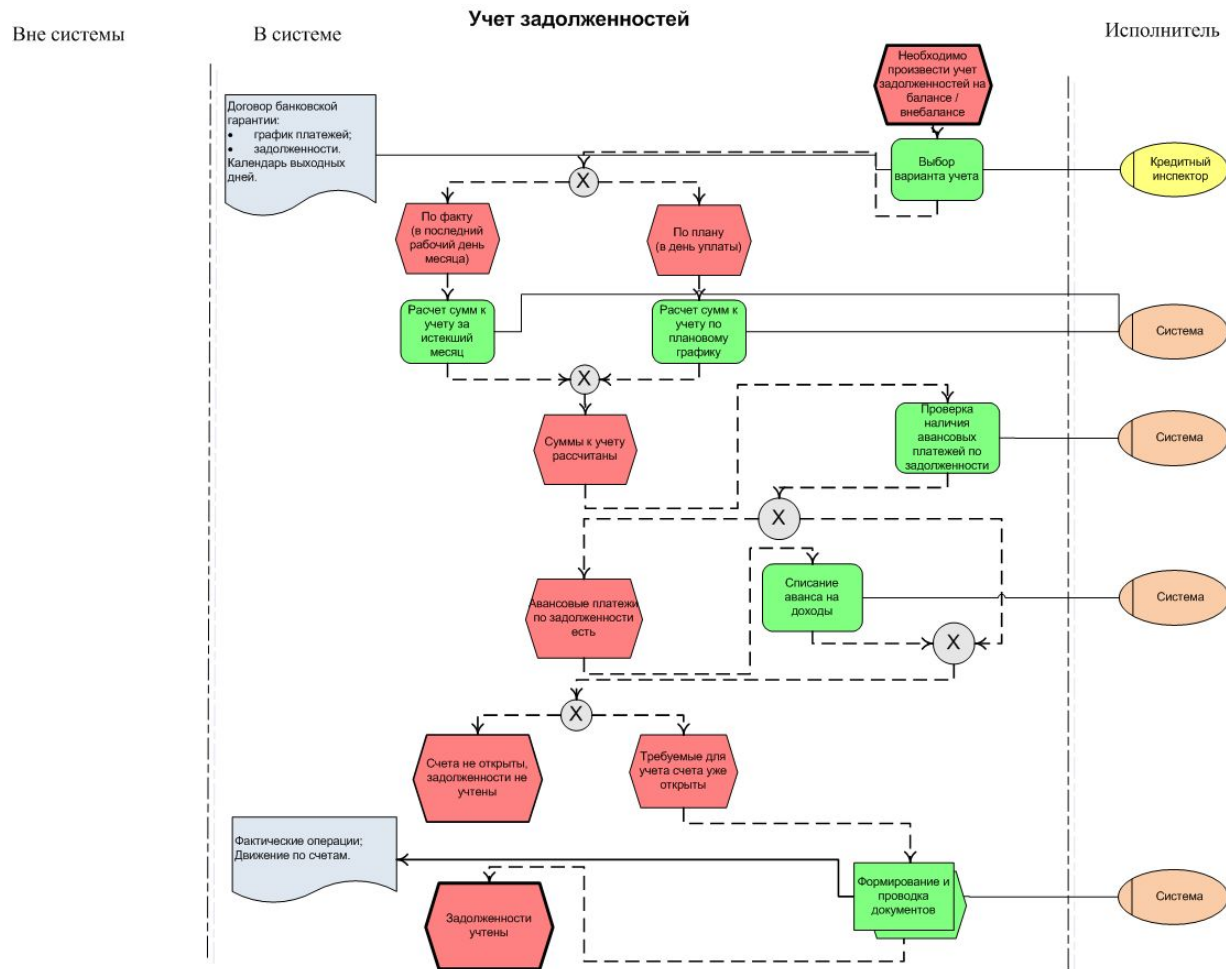 Учет задолженностей
Вне системы
В системе
Исполнитель
Необходимо
произвести учет
задолженностей на
балансе /
внебалансе
Договор банковской
гарантии:
• график платежей;
• задолженности.
Календарь выходных
дней.
Выбор
варианта учета
Кредитный
инспектор
X
По факту
(в последний
рабочий день
месяца)
По плану
(в день уплаты)
Расчет сумм к
учету за
истекший
месяц
Расчет сумм к
учету по
плановому
графику
Система
X
Суммы к учету
рассчитаны
Проверка
наличия
авансовых
платежей по
задолженности
Система
X
Авансовые платежи
по задолженности
есть
Списание
аванса на
доходы
Система
X
X
Счета не открыты,
задолженности не
учтены
Требуемые для
учета счета уже
открыты
Фактические операции;
Движение по счетам.
Формирование и
проводка
документов
Система
Задолженности
учтены